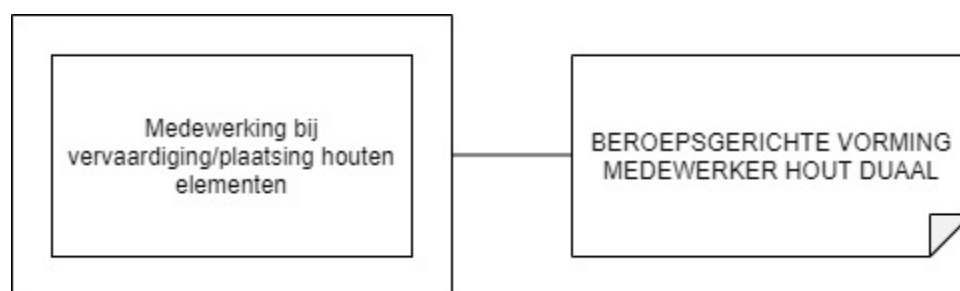 Medewerking bij
vervaardiging/plaatsing houten
elementen
BEROEPSGERICHTE VORMING
MEDEWERKER HOUT DUAAL